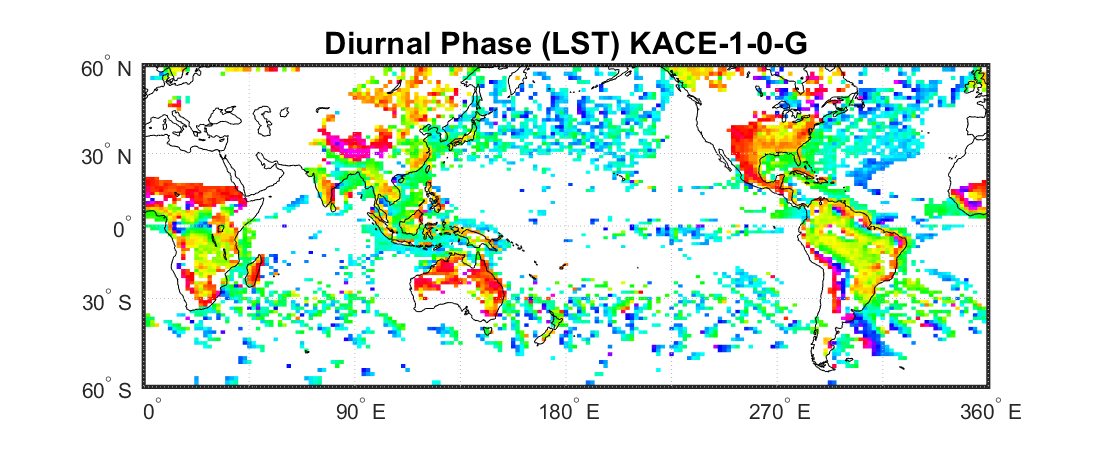 Diurnal Phase (LST) KACE-1-0-G
60° N
30° N
0°
30° S
60° S
0° 90° E 180° E 270° E 360° E